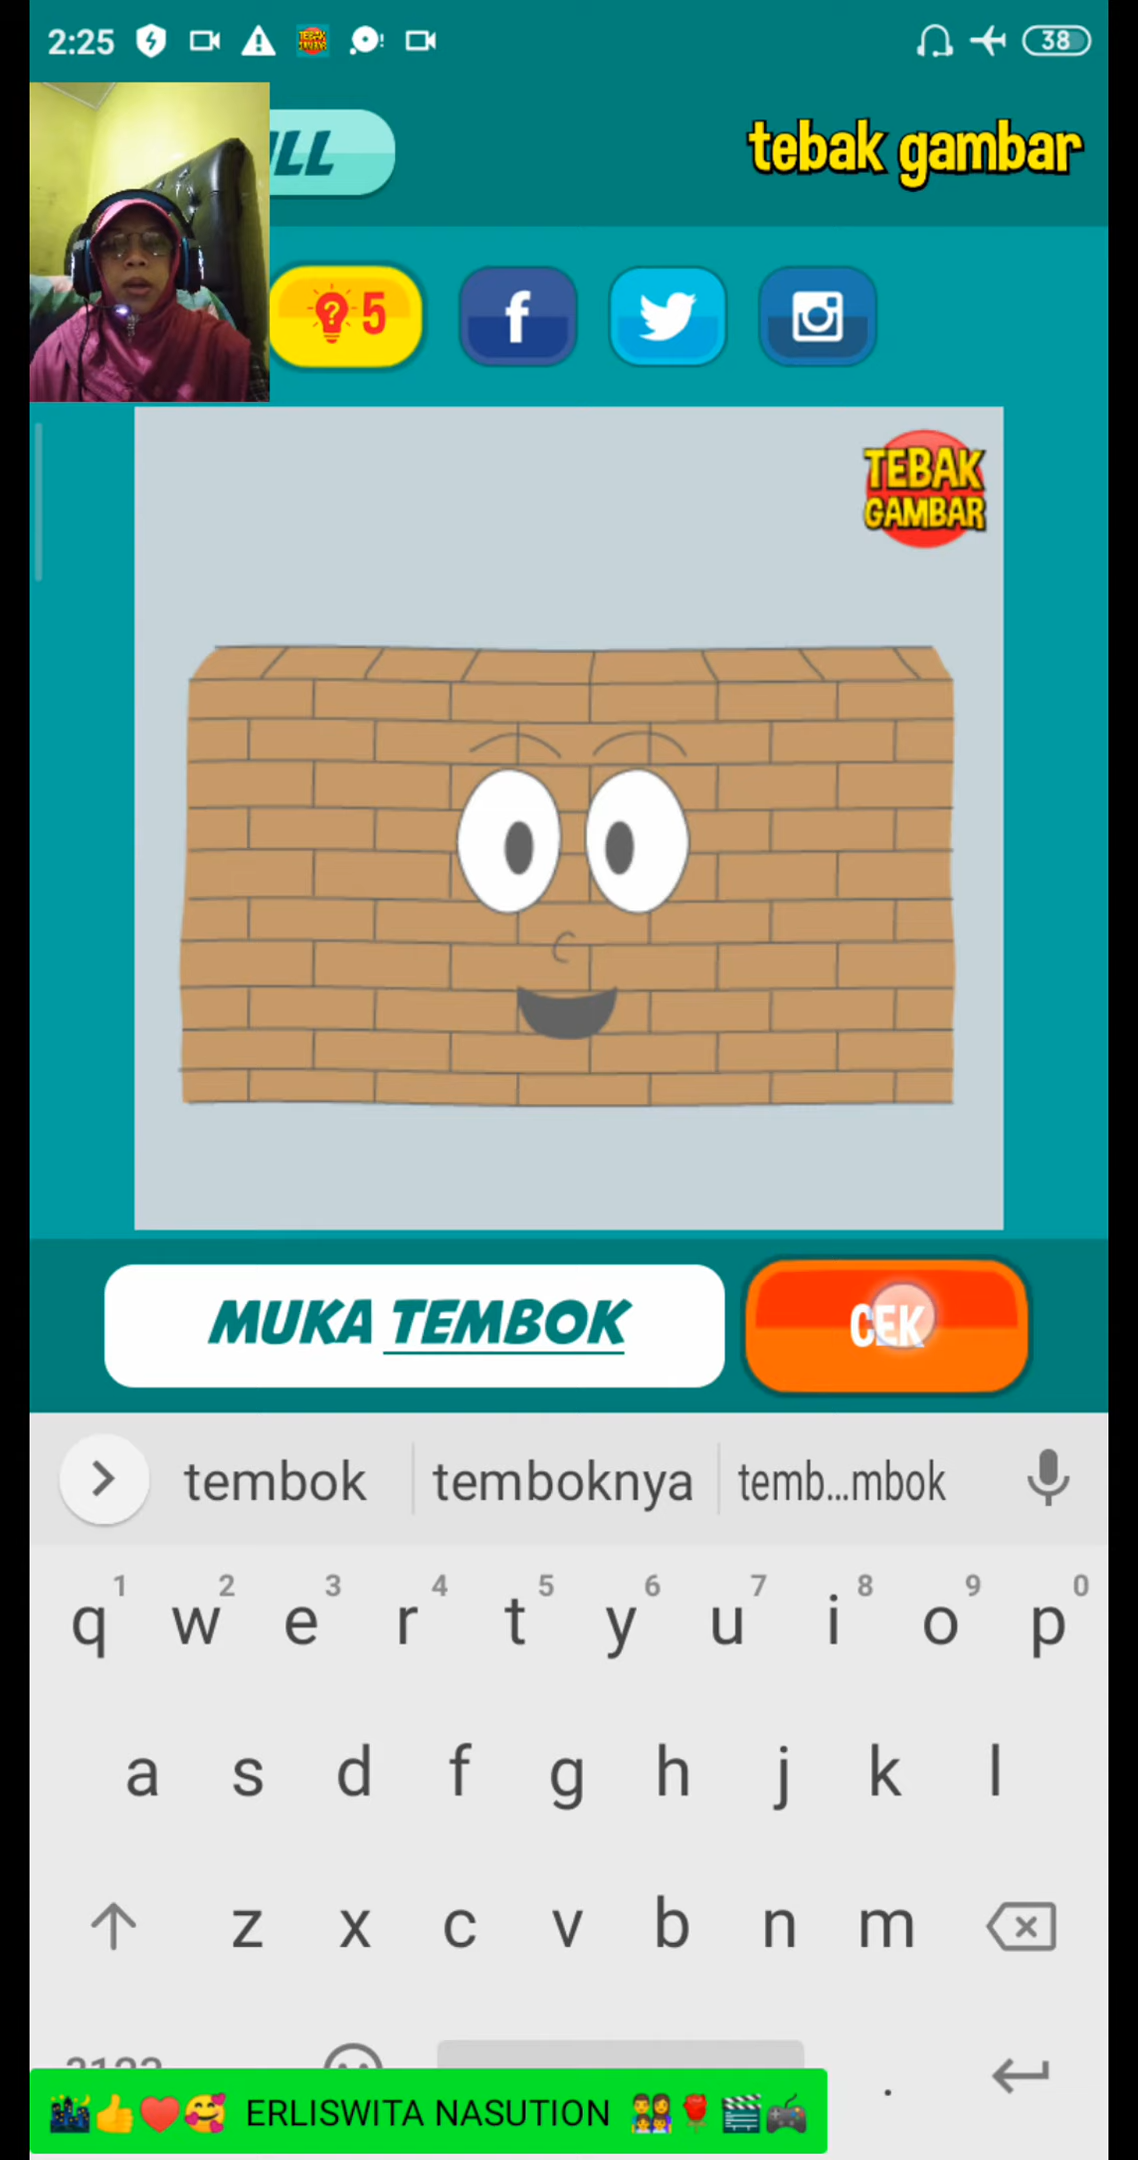 2:25
38
ILL
tebak gambar
5
TEBAK
GAMBAR
MUKA TEMBOK
CEK
tembok
temboknya
temb...mbok
1 2 3 4 5 6 7 8 9 0
q w e r t y u i o p
a s d f g h j k l
z x c v b n m
.
ERLISWITA NASUTION